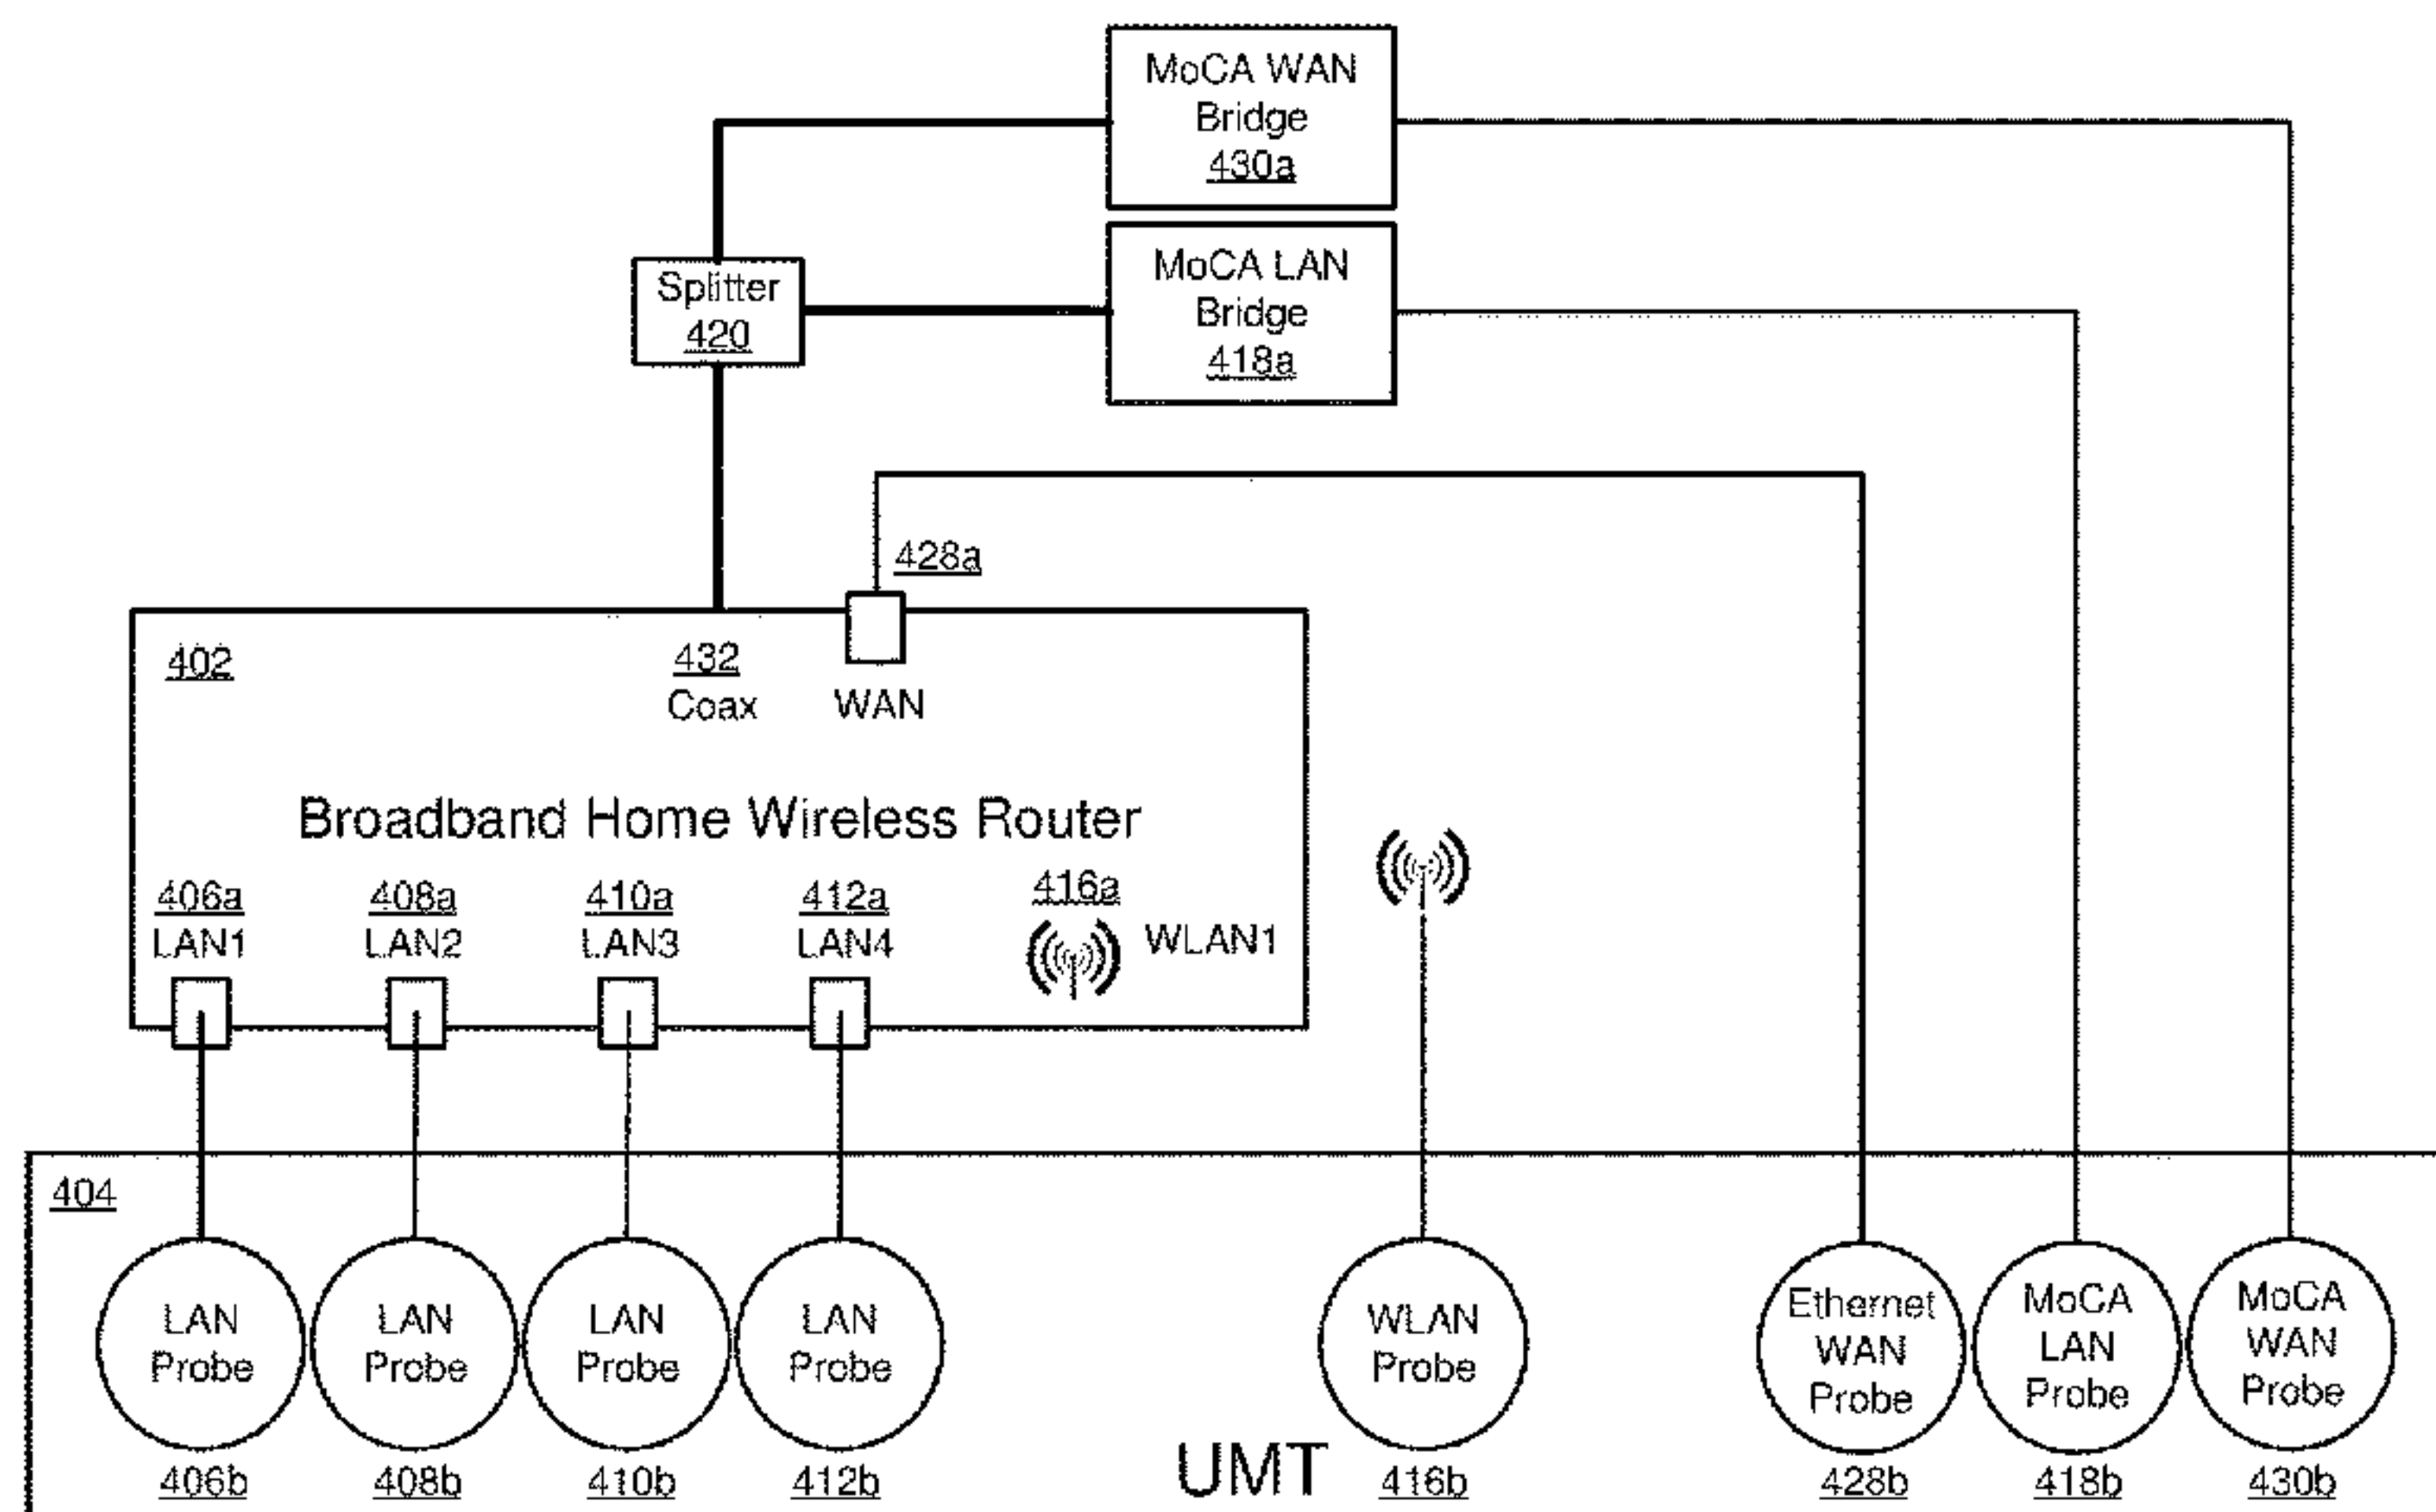 MoCA WAN
Bridge
430a
Splitter
420
MoCA LAN
Bridge
418a
428a
402
432
Coax
WAN
Broadband Home Wireless Router
406a
LAN1
408a
LAN2
410a
LAN3
412a
LAN4
416a
WLAN1
404
LAN
Probe
406b
LAN
Probe
408b
LAN
Probe
410b
LAN
Probe
412b
UMT
WLAN
Probe
416b
Ethernet
WAN
Probe
428b
MoCA
LAN
Probe
418b
MoCA
WAN
Probe
430b